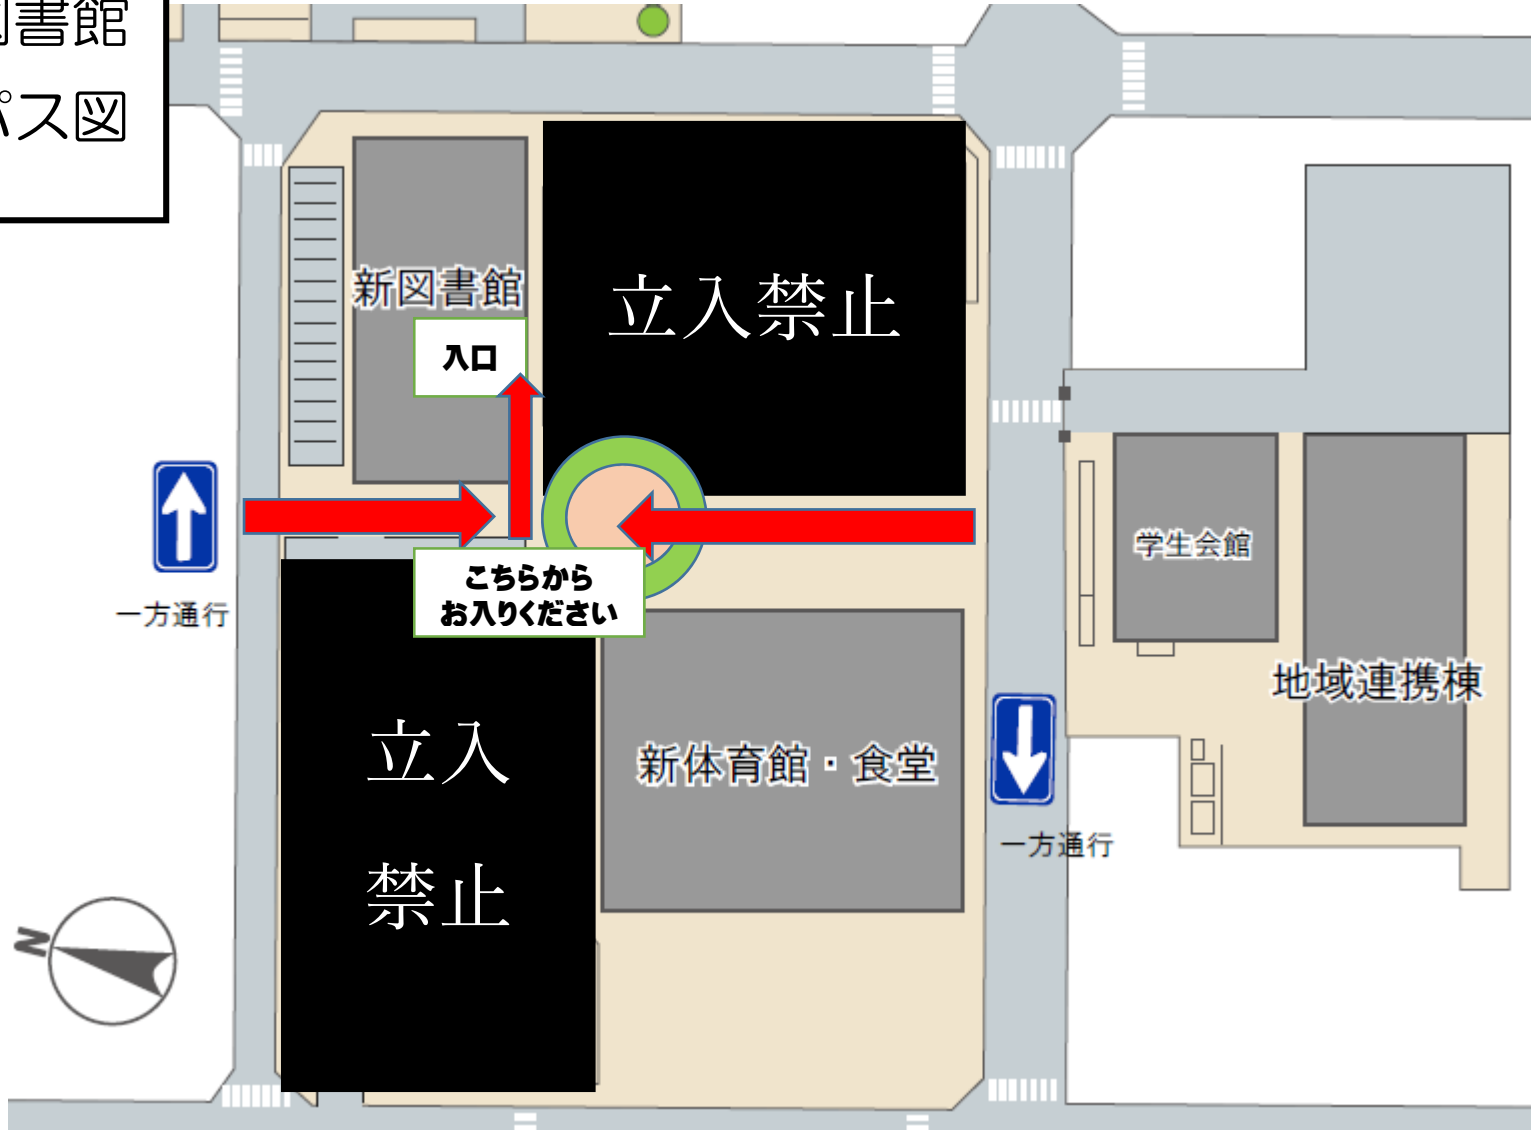 図書館
パス図
新図書館
立入禁止
入口
こちらから
お入りください
一方通行
学生会館
地域連携棟
立入
禁止
新体育館・食堂
一方通行
N